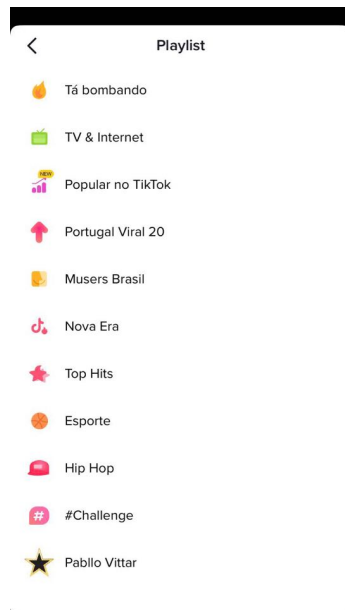 Playlist
Tá bombando
TV & Internet
NEW
Popular no TikTok
Portugal Viral 20
Musers Brasil
Nova Era
Top Hits
Esporte
Hip Hop
#
#Challenge
Pabllo Vittar